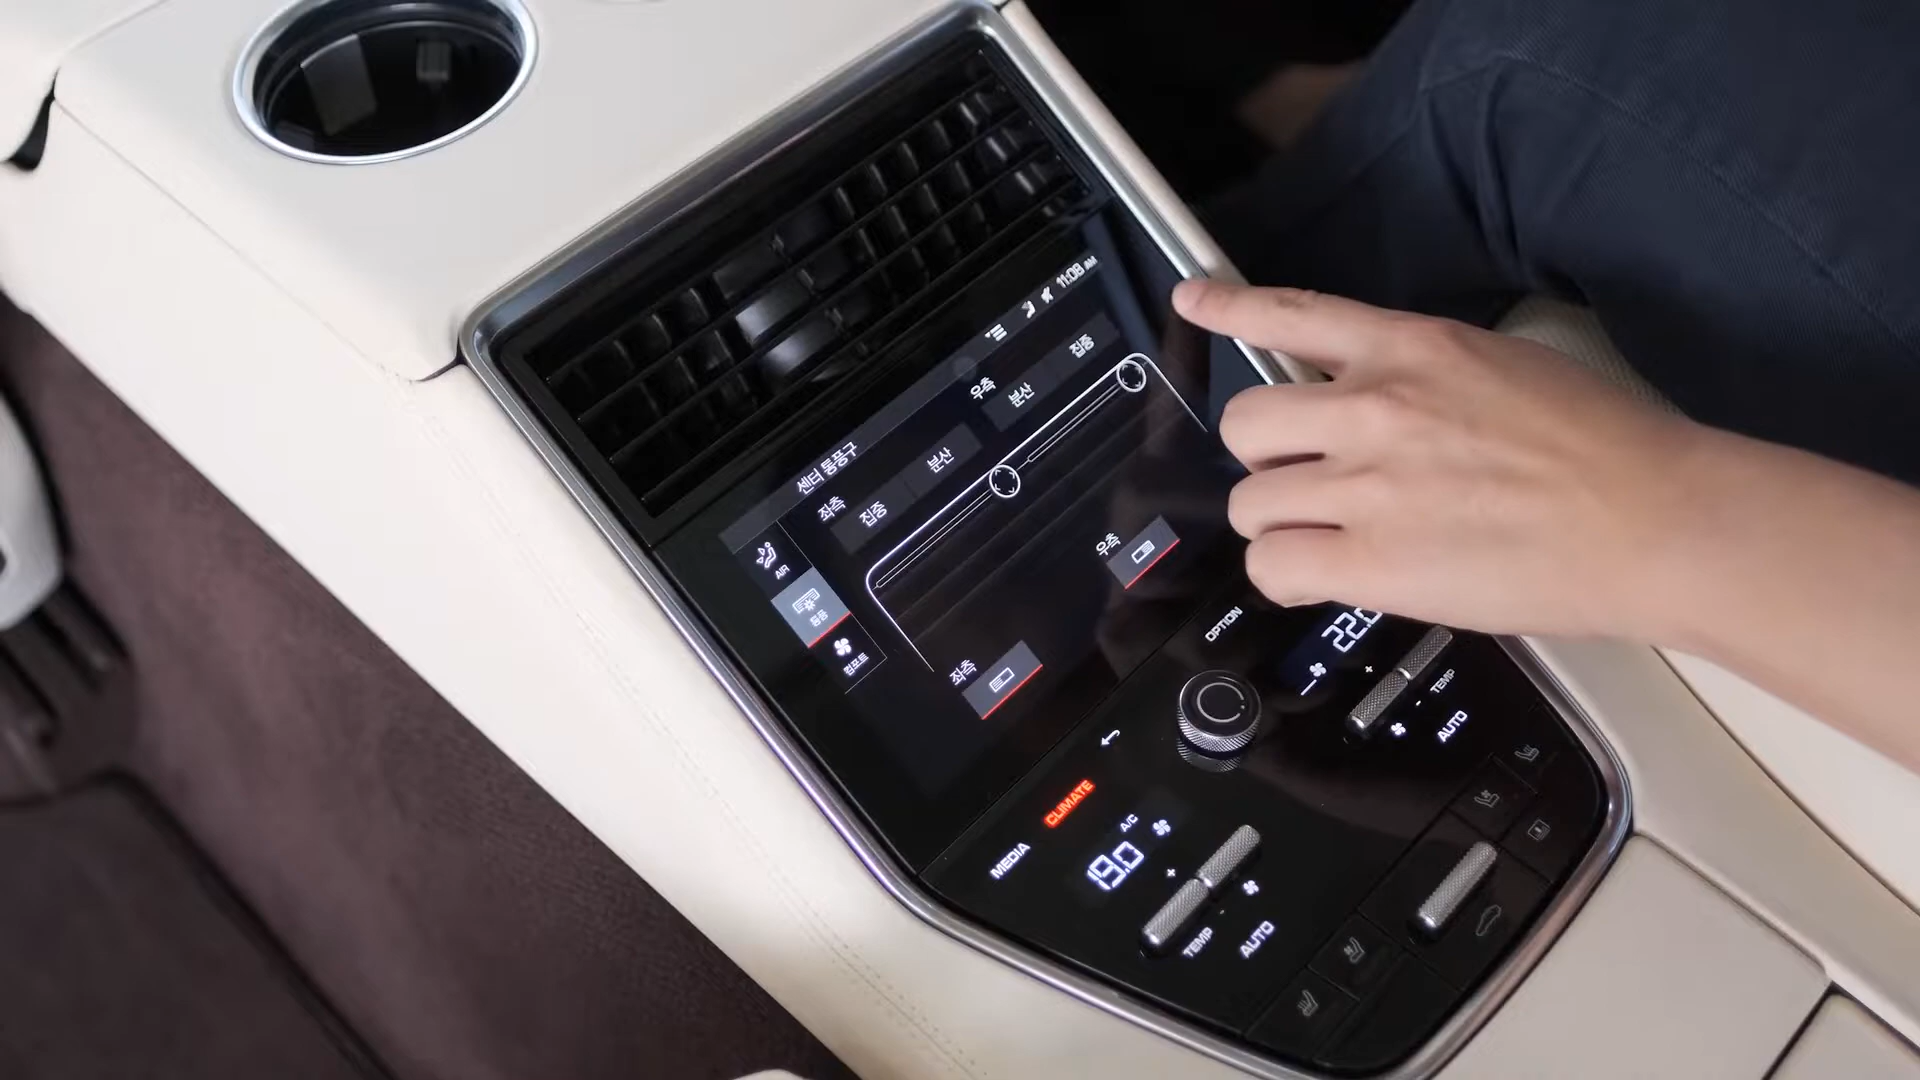 11:08 AM
센터 통풍구
좌측
집중
분산
우측
분산
집중
AIR
통풍
컴포트
좌측
우측
OPTION
22.0
TEMP
AUTO
MEDIA
CLIMATE
A/C
19.0
TEMP
AUTO